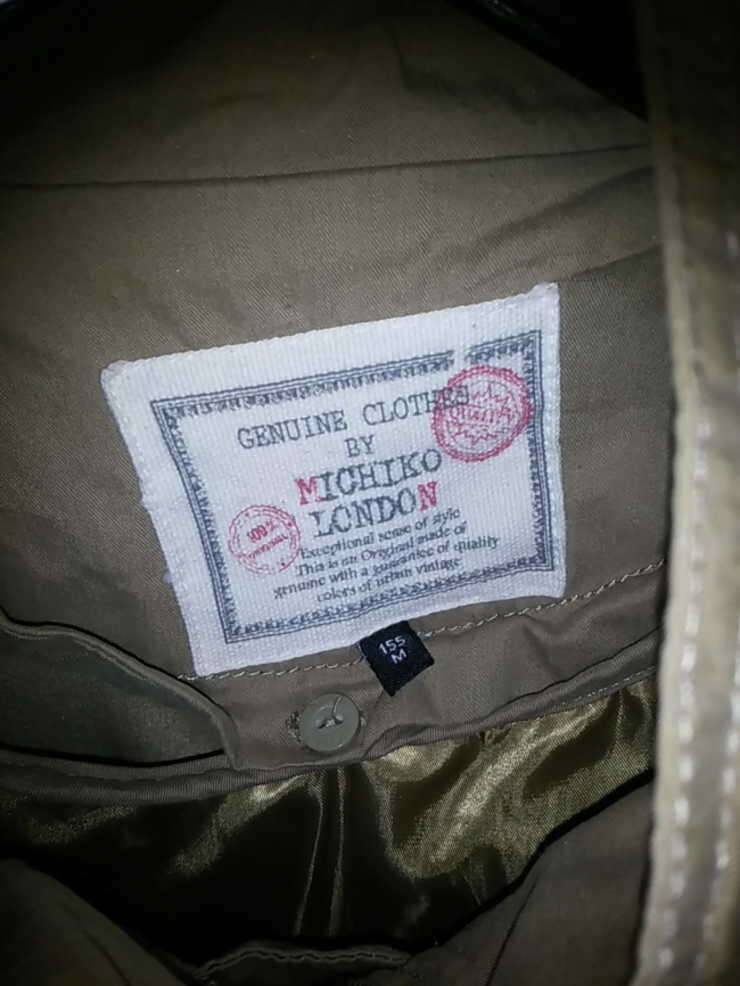 GENUINE CLOTHES
BY
MICHIKO
LONDON
100%
Exceptional sense of style
This is an Original made of
genuine with a guarantee of quality
colors of urban vintage
155
M